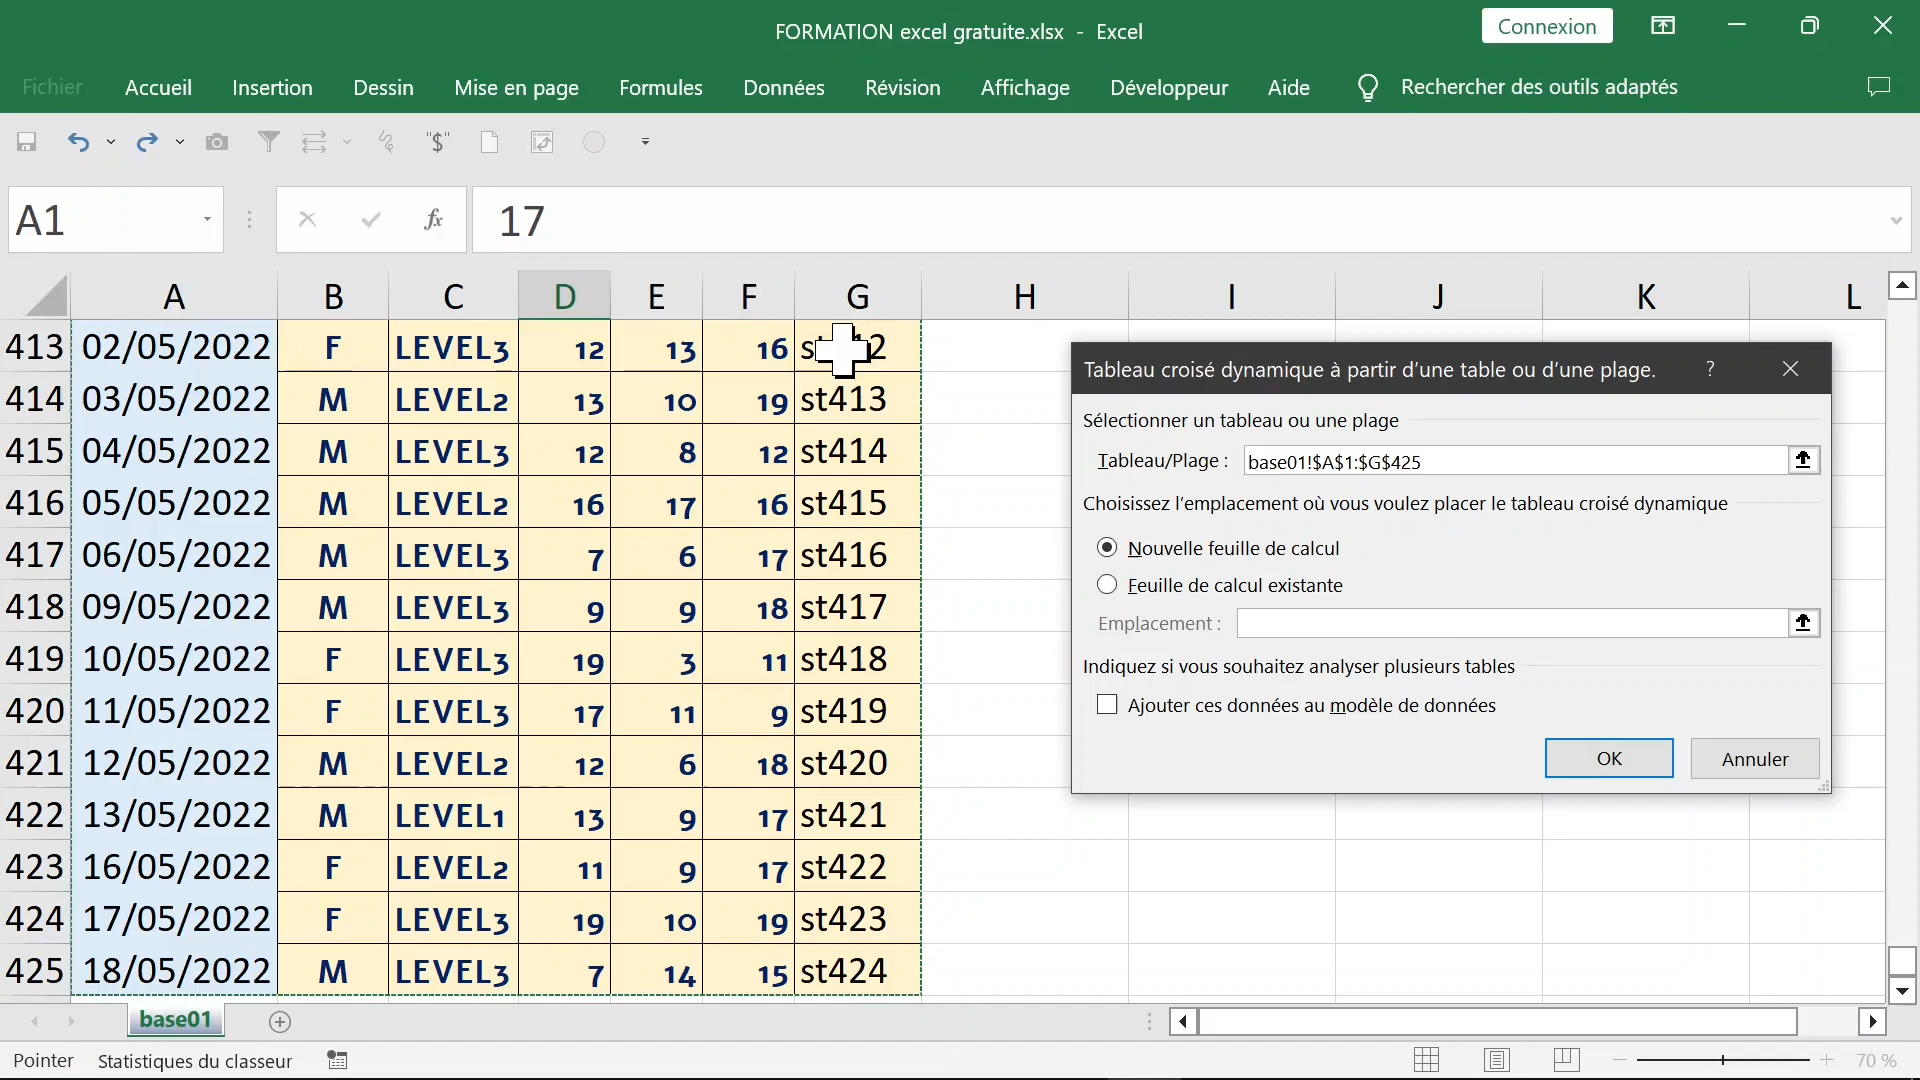 FORMATION excel gratuite.xlsx - Excel
Connexion
Fichier Accueil Insertion Dessin Mise en page Formules Données Révision Affichage Développeur Aide Rechercher des outils adaptés
"$"
A1 fx 17
A B C D E F G H I J K L
413 02/05/2022 F LEVEL3 12 13 16
414 03/05/2022 M LEVEL2 13 10 19 st413
415 04/05/2022 M LEVEL3 12 8 12 st414
416 05/05/2022 M LEVEL2 16 17 16 st415
417 06/05/2022 M LEVEL3 7 6 17 st416
418 09/05/2022 M LEVEL3 9 9 18 st417
419 10/05/2022 F LEVEL3 19 3 11 st418
420 11/05/2022 F LEVEL3 17 11 9 st419
421 12/05/2022 M LEVEL2 12 6 18 st420
422 13/05/2022 M LEVEL1 13 9 17 st421
423 16/05/2022 F LEVEL2 11 9 17 st422
424 17/05/2022 F LEVEL3 19 10 19 st423
425 18/05/2022 M LEVEL3 7 14 15 st424
Tableau croisé dynamique à partir d’une table ou d’une plage. ?
Sélectionner un tableau ou une plage
Tableau/Plage : base01!$A$1:$G$425
Choisissez l’emplacement où vous voulez placer le tableau croisé dynamique
Nouvelle feuille de calcul
Feuille de calcul existante
Emplacement :
Indiquez si vous souhaitez analyser plusieurs tables
Ajouter ces données au modèle de données
OK Annuler
base01
Pointer Statistiques du classeur 70 %